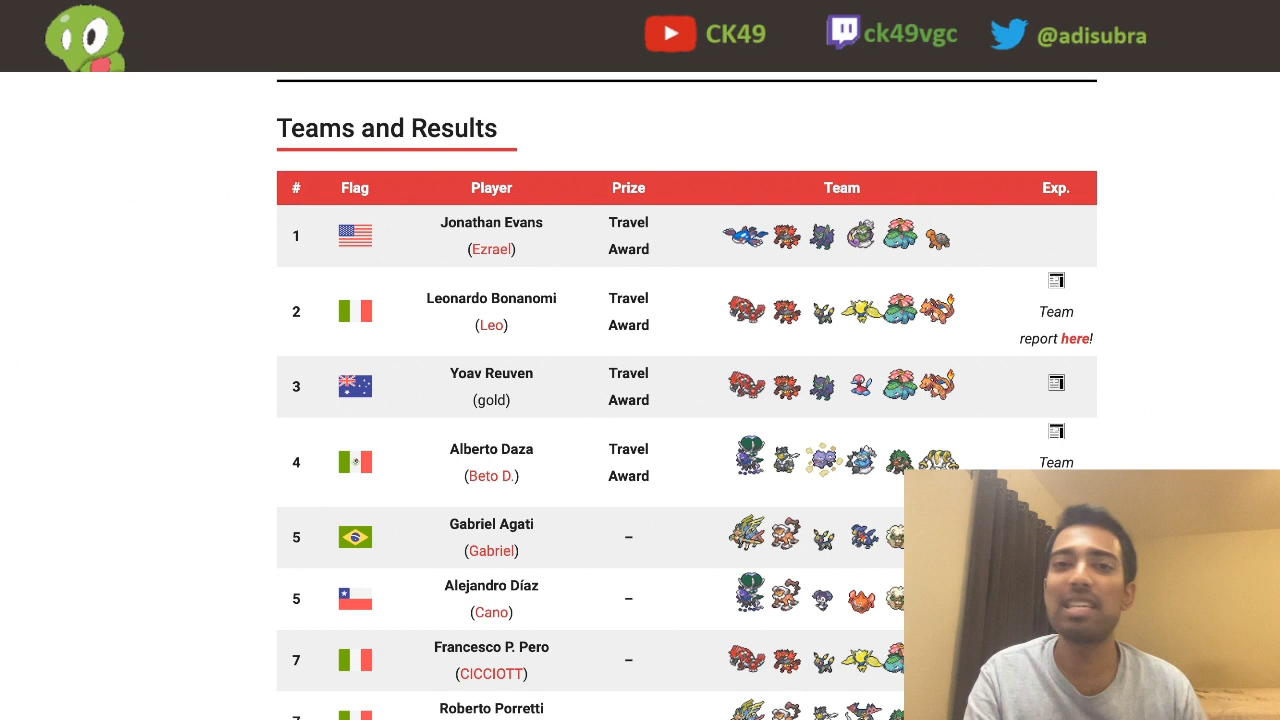 CK49
ck49vgc
@adisubra
Teams and Results
# Flag Player Prize Team Exp.
1 Jonathan Evans (Ezrael) Travel Award
2 Leonardo Bonanomi (Leo) Travel Award Team report here!
3 Yoav Reuven (gold) Travel Award
4 Alberto Daza (Beto D.) Travel Award Team
5 Gabriel Agati (Gabriel) –
5 Alejandro Díaz (Cano) –
7 Francesco P. Pero (CICCIOTT) –
7 Roberto Porretti